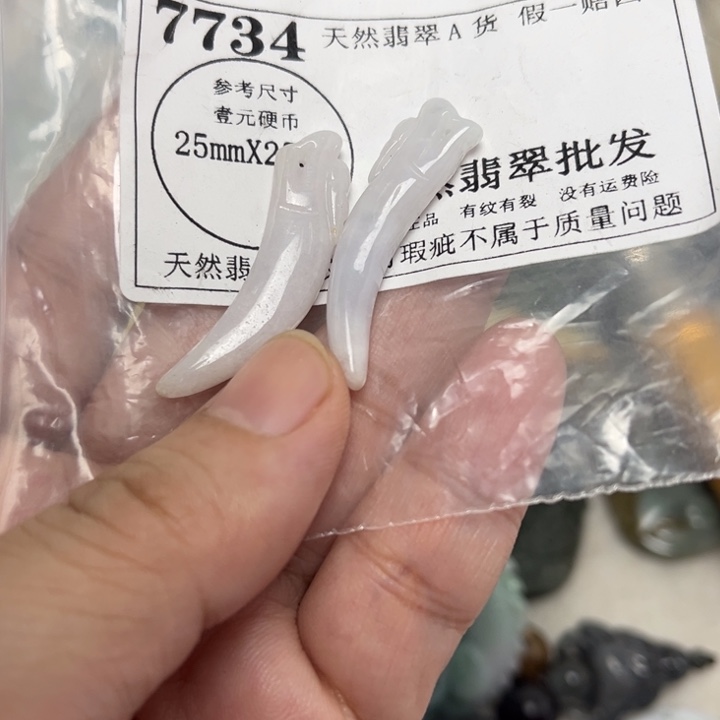 7734
天然翡翠A货 假一赔四
参考尺寸
壹元硬币
25mmX2
翡翠批发
品 有纹有裂 没有运费险
天然翡 瑕疵不属于质量问题